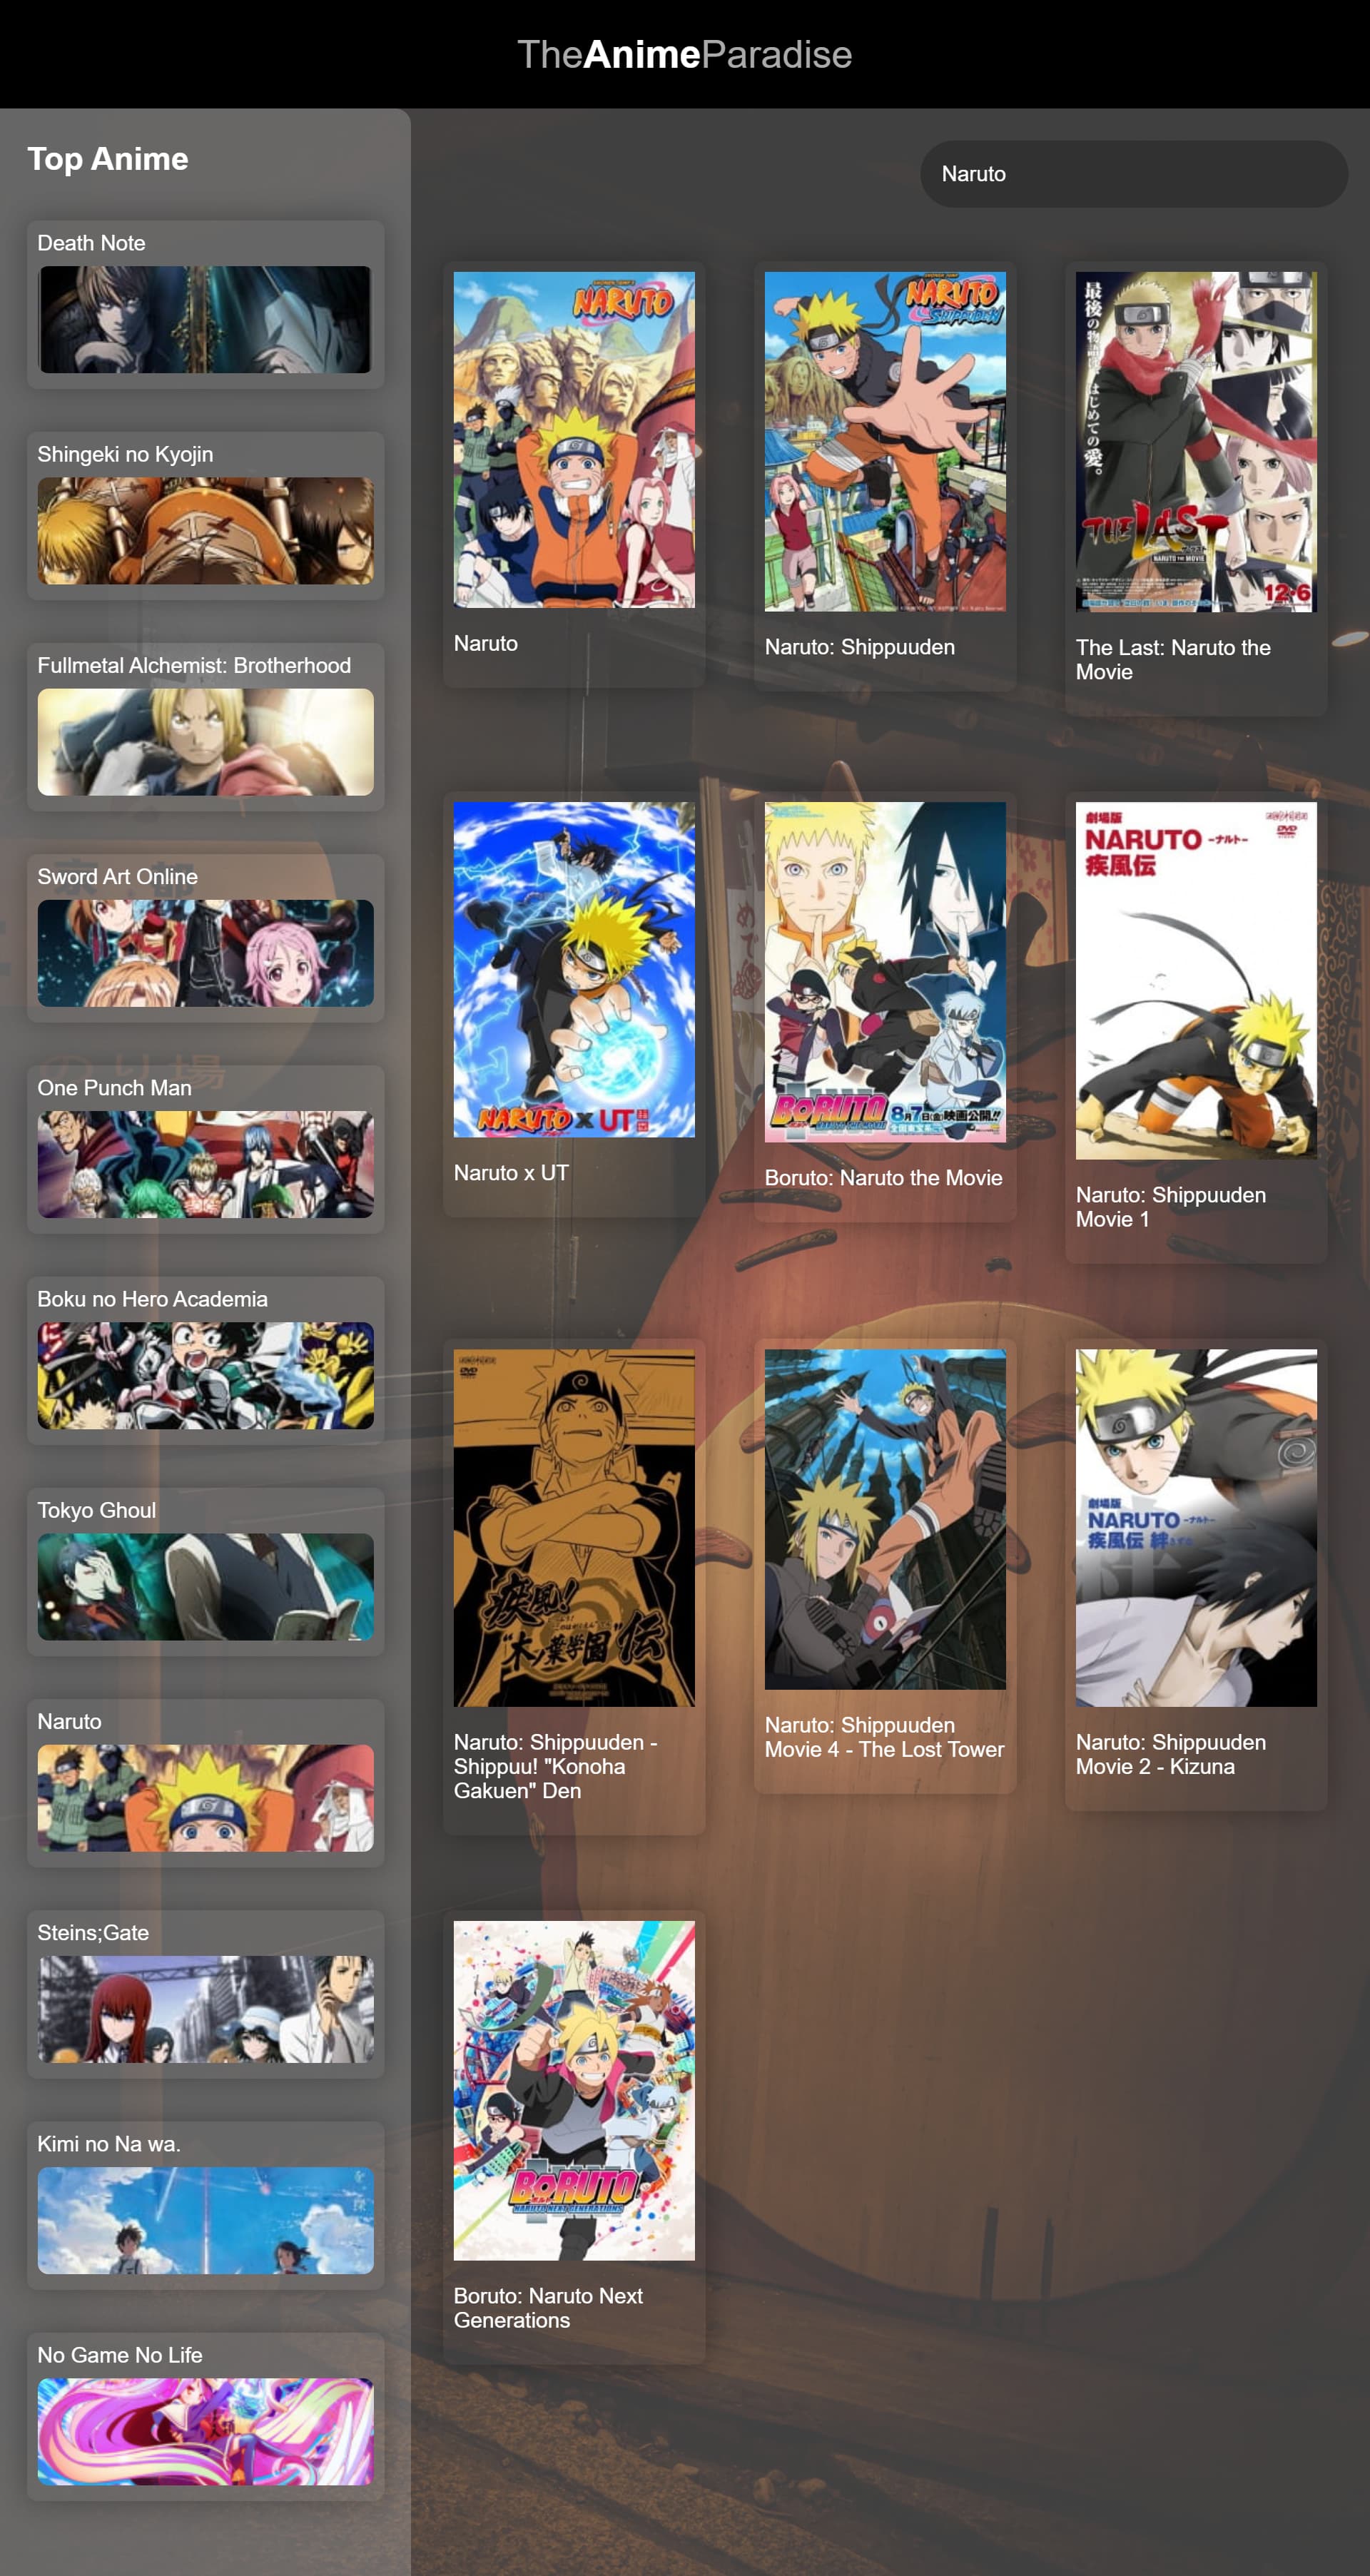 TheAnimeParadise
Top Anime
Death Note
Shingeki no Kyojin
Fullmetal Alchemist: Brotherhood
Sword Art Online
One Punch Man
Boku no Hero Academia
Tokyo Ghoul
Naruto
Steins;Gate
Kimi no Na wa.
No Game No Life
Naruto
NARUTO
Naruto
NARUTO
SHIPPUDEN
Naruto: Shippuuden
最後の物語は、はじめての愛。
THE LAST
NARUTO THE MOVIE
12・6
The Last: Naruto the
Movie
NARUTO X UT
Naruto x UT
BORUTO
NARUTO THE MOVIE
8月7日(金)映画公開!!
Boruto: Naruto the Movie
劇場版
NARUTO -ナルト-
疾風伝
DVD
Naruto: Shippuuden
Movie 1
DVD
疾風!
"木ノ葉学園"伝
Naruto: Shippuuden -
Shippuu! "Konoha
Gakuen" Den
Naruto: Shippuuden
Movie 4 - The Lost Tower
劇場版
NARUTO -ナルト-
疾風伝 絆
Naruto: Shippuuden
Movie 2 - Kizuna
BORUTO
NARUTO NEXT GENERATIONS
Boruto: Naruto Next
Generations